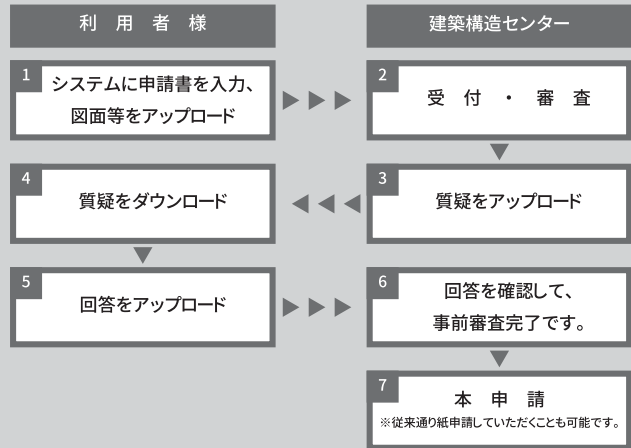 利用者様
建築構造センター
1
システムに申請書を入力、
図面等をアップロード
2
受付・審査
3
質疑をアップロード
4
質疑をダウンロード
5
回答をアップロード
6
回答を確認して、
事前審査完了です。
7
本申請
※従来通り紙申請していただくことも可能です。